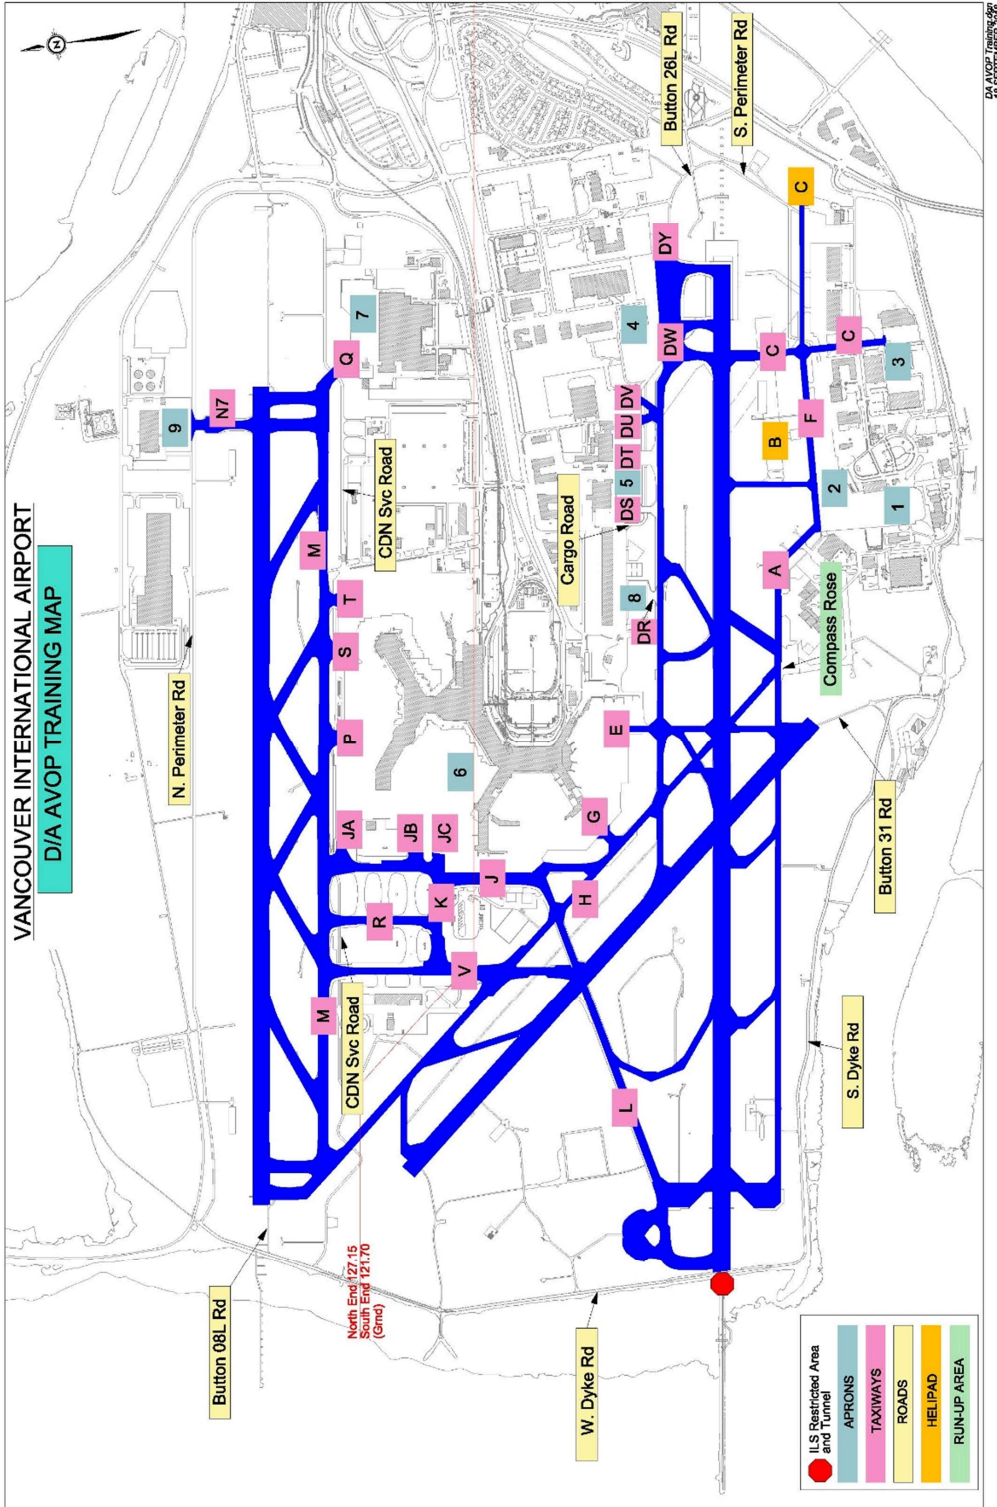 VANCOUVER INTERNATIONAL AIRPORT
D/A AVOP TRAINING MAP
N
Button 08L Rd
N. Perimeter Rd
9
N7
M
M
CDN Svc Road
CDN Svc Road
Q
7
T
S
P
JA
JB
JC
R
K
J
V
6
North End 127.15
South End 121.70
(Grnd)
W. Dyke Rd
L
H
G
E
Cargo Road
DR
8
DS
5
DT
DU
DV
4
DW
DY
Button 26L Rd
S. Perimeter Rd
C
C
C
F
B
A
2
1
3
Compass Rose
Button 31 Rd
S. Dyke Rd
ILS Restricted Area
and Tunnel
APRONS
TAXIWAYS
ROADS
HELIPAD
RUN-UP AREA
DA AVOP Training.dgn